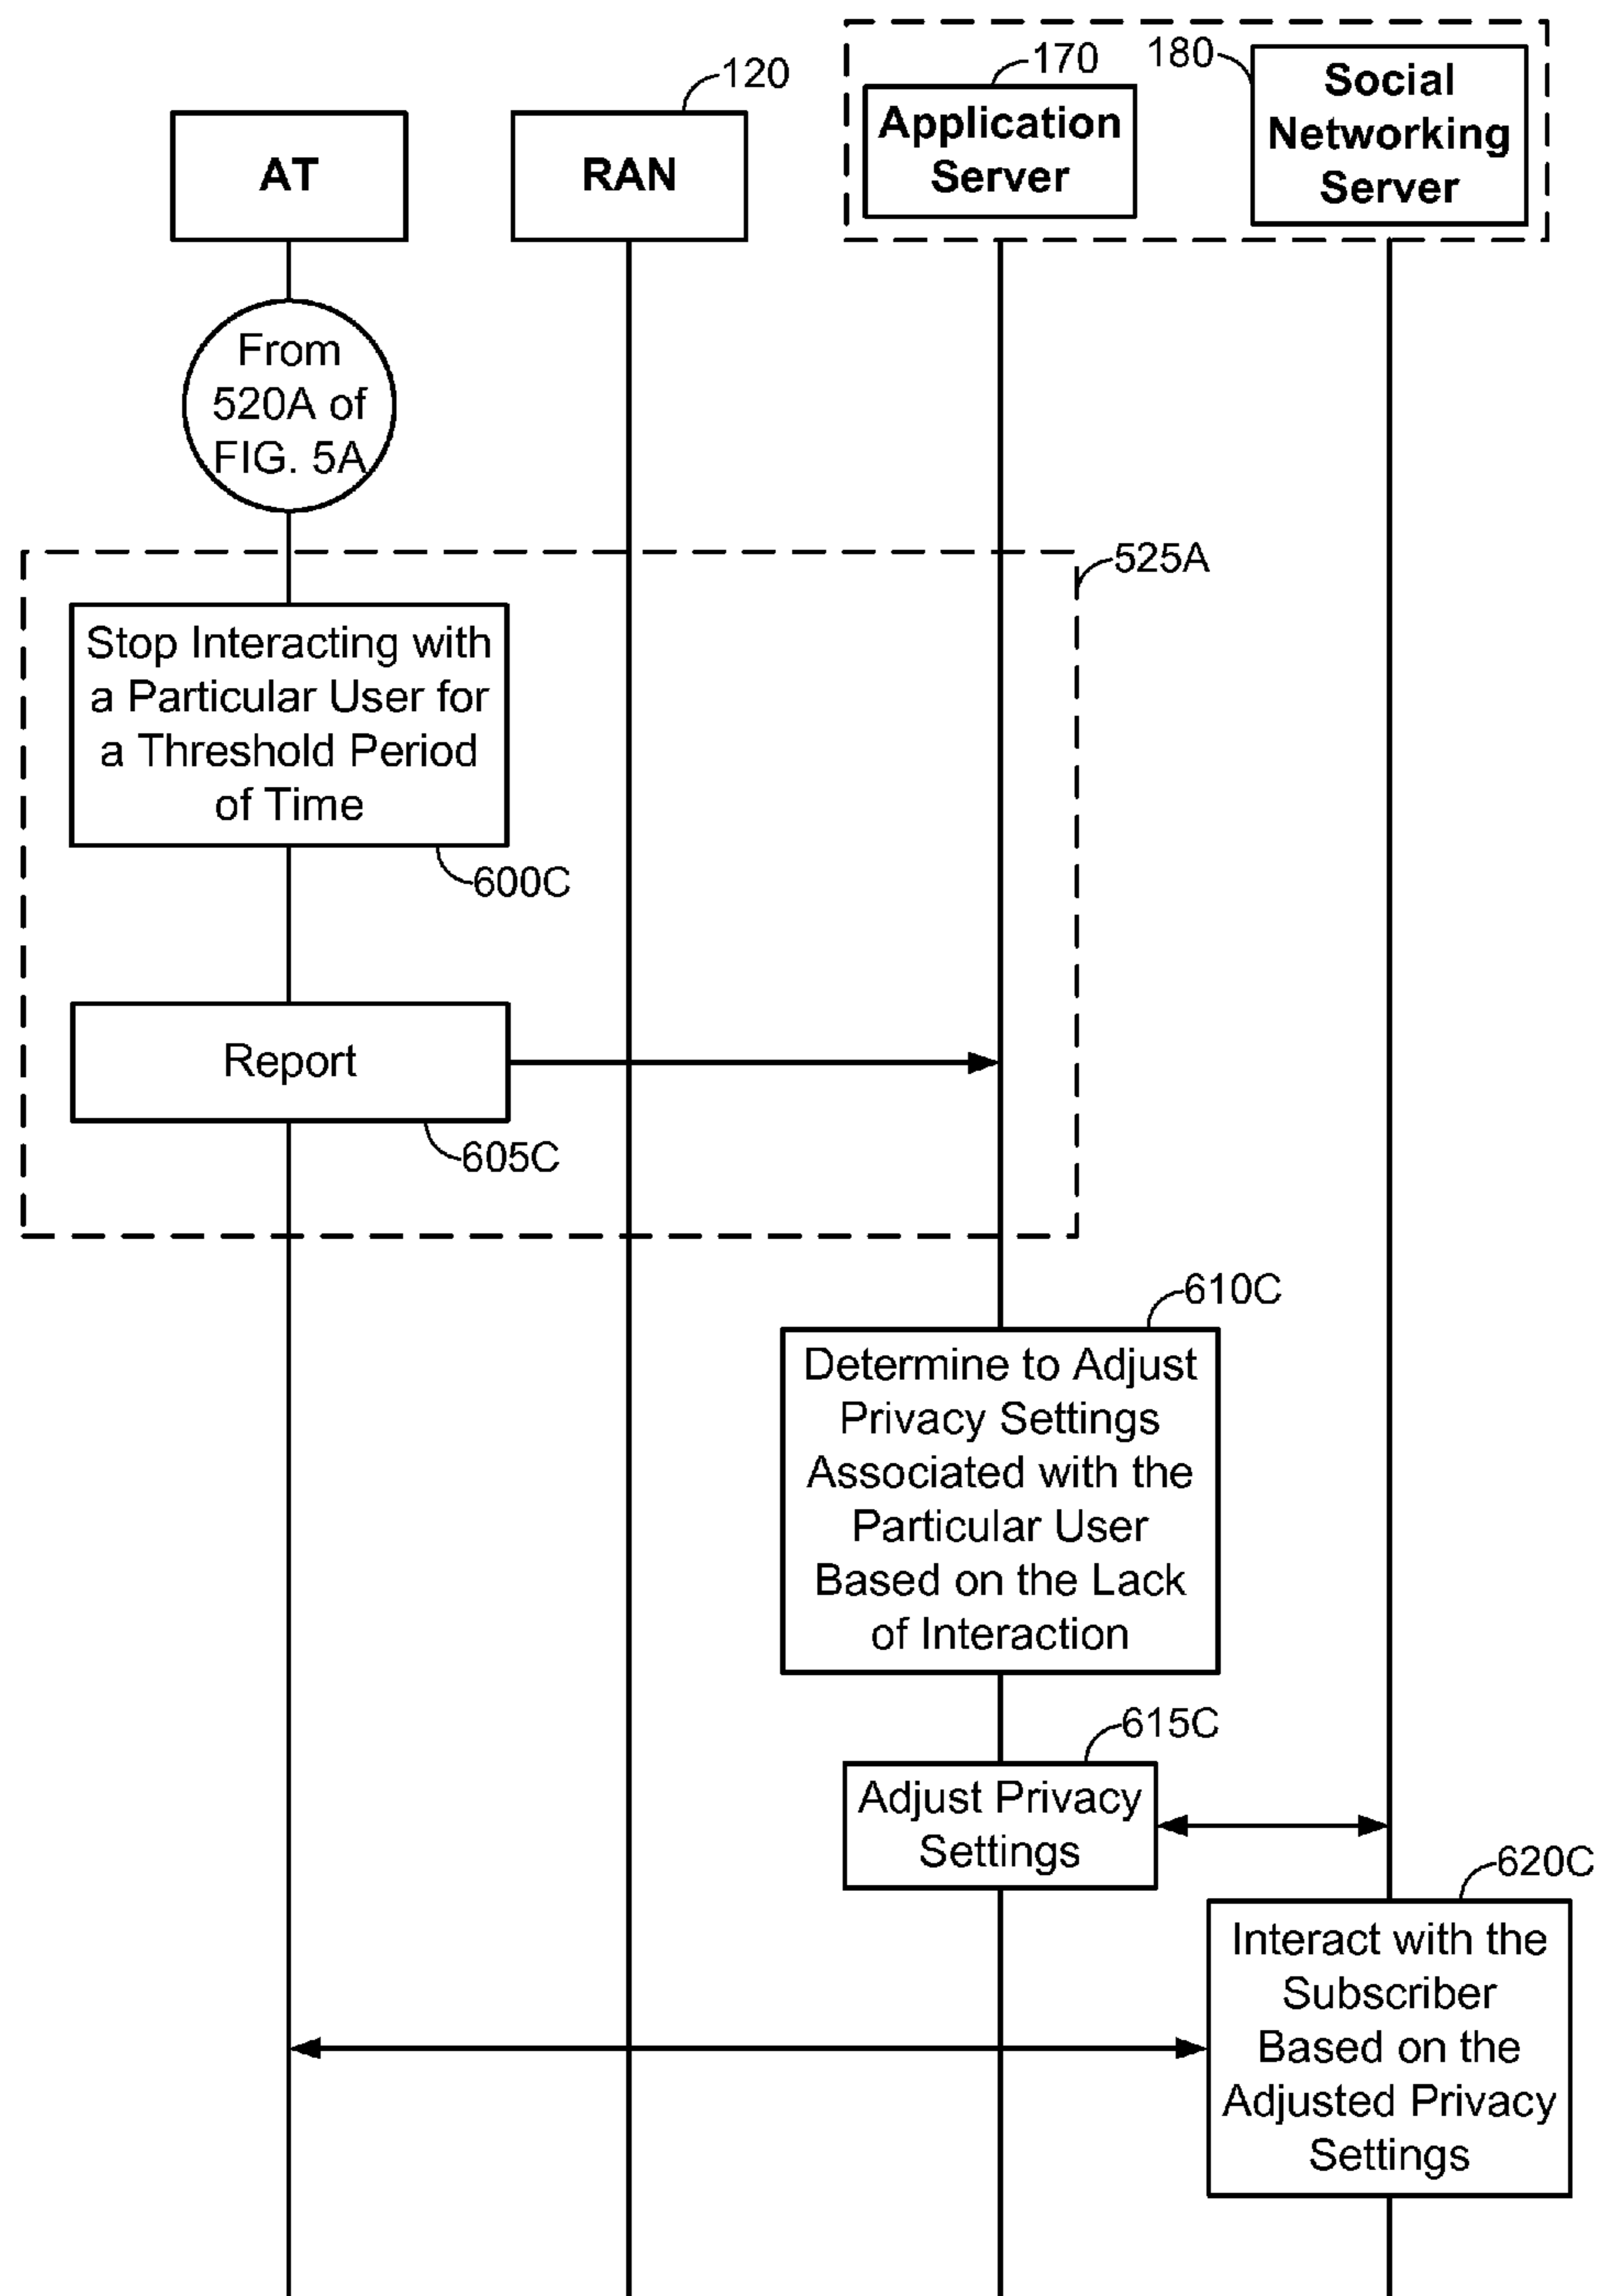 120
170
180
AT
RAN
Application
Server
Social
Networking
Server
From
520A of
FIG. 5A
525A
Stop Interacting with
a Particular User for
a Threshold Period
of Time
600C
Report
605C
610C
Determine to Adjust
Privacy Settings
Associated with the
Particular User
Based on the Lack
of Interaction
615C
Adjust Privacy
Settings
620C
Interact with the
Subscriber
Based on the
Adjusted Privacy
Settings